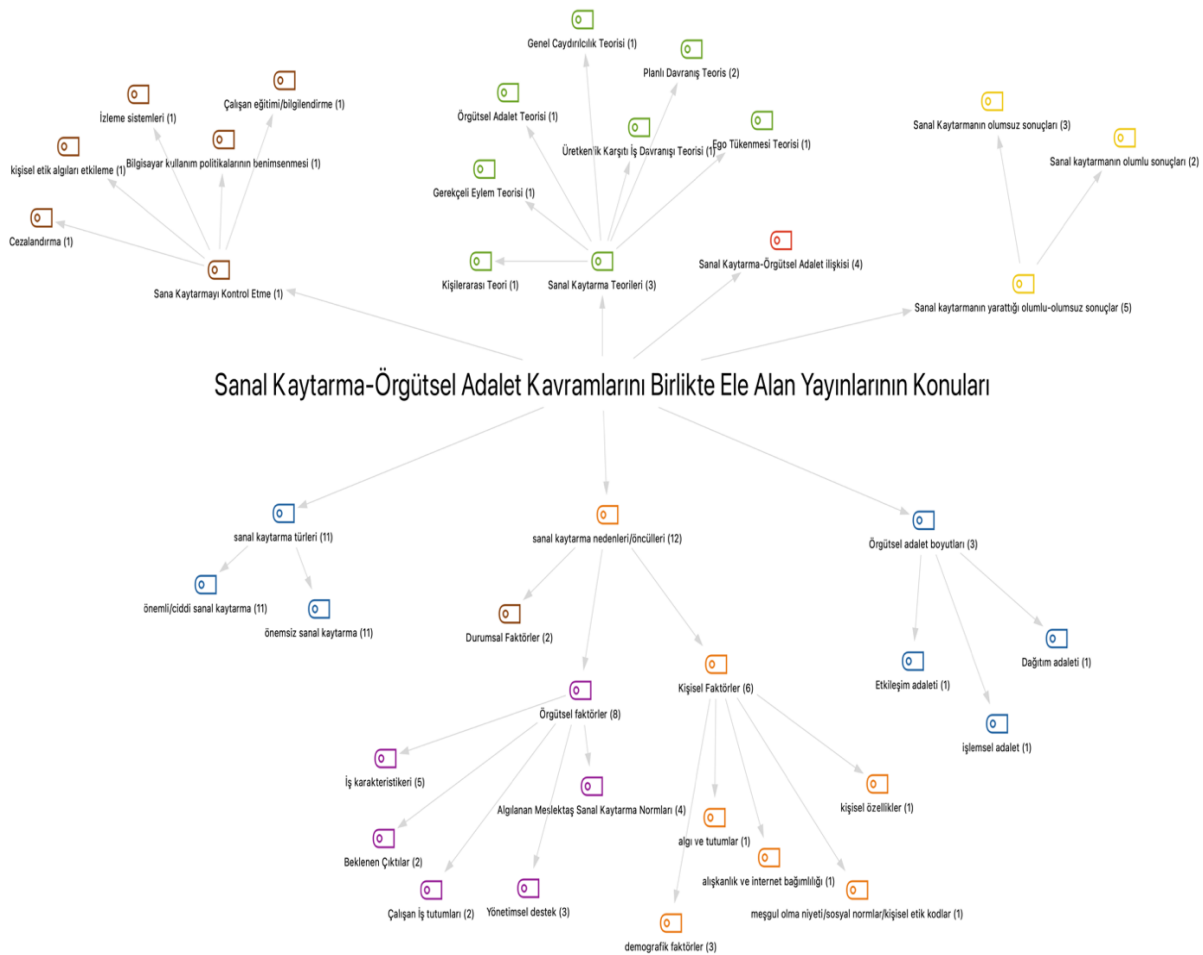 Genel Caydırılcılık Teorisi (1)
Planlı Davranış Teoris (2)
Çalışan eğitimi/bilgilendirme (1)
İzleme sistemleri (1)
Örgütsel Adalet Teorisi (1)
Sanal Kaytarmanın olumsuz sonuçları (3)
Üretken'ik Karşıtı İş Davranışı Teorisi (1)
Ego Tükenmesi Teorisi (1)
Bilgisayar kullanım politikalarının benimsenmesi (1)
Sanal kaytarmanın olumlu sonuçları (2)
kişisel etik algıları etkileme (1)
Gerekçeli Eylem Teorisi (1)
Cezalandırma (1)
Sanal Kaytarma-Örgütsel Adalet ilişkisi (4)
Kişilerarası Teori (1)
Sanal Kaytarma Teorileri (3)
Sana Kaytarmayı Kontrol Etme (1)
Sanal kaytarmanın yarattığı olumlu-olumsuz sonuçlar (5)
Sanal Kaytarma-Örgütsel Adalet Kavramlarını Birlikte Ele Alan Yayınlarının Konuları
sanal kaytarma türleri (11)
sanal kaytarma nedenleri/öncülleri (12)
Örgütsel adalet boyutları (3)
önemli/ciddi sanal kaytarma (11)
önemsiz sanal kaytarma (11)
Durumsal Faktörler (2)
Dağıtım adaleti (1)
Etkileşim adaleti (1)
Kişisel Faktörler (6)
Örgütsel faktörler (8)
işlemsel adalet (1)
İş karakteristikeri (5)
Algılanan Meslektaş Sanal Kaytarma Normları (4)
kişisel özellikler (1)
algı ve tutumlar (1)
Beklenen Çıktılar (2)
alışkanlık ve internet bağımlılığı (1)
Çalışan İş tutumları (2)
Yönetimsel destek (3)
meşgul olma niyeti/sosyal normlar/kişisel etik kodlar (1)
demografik faktörler (3)